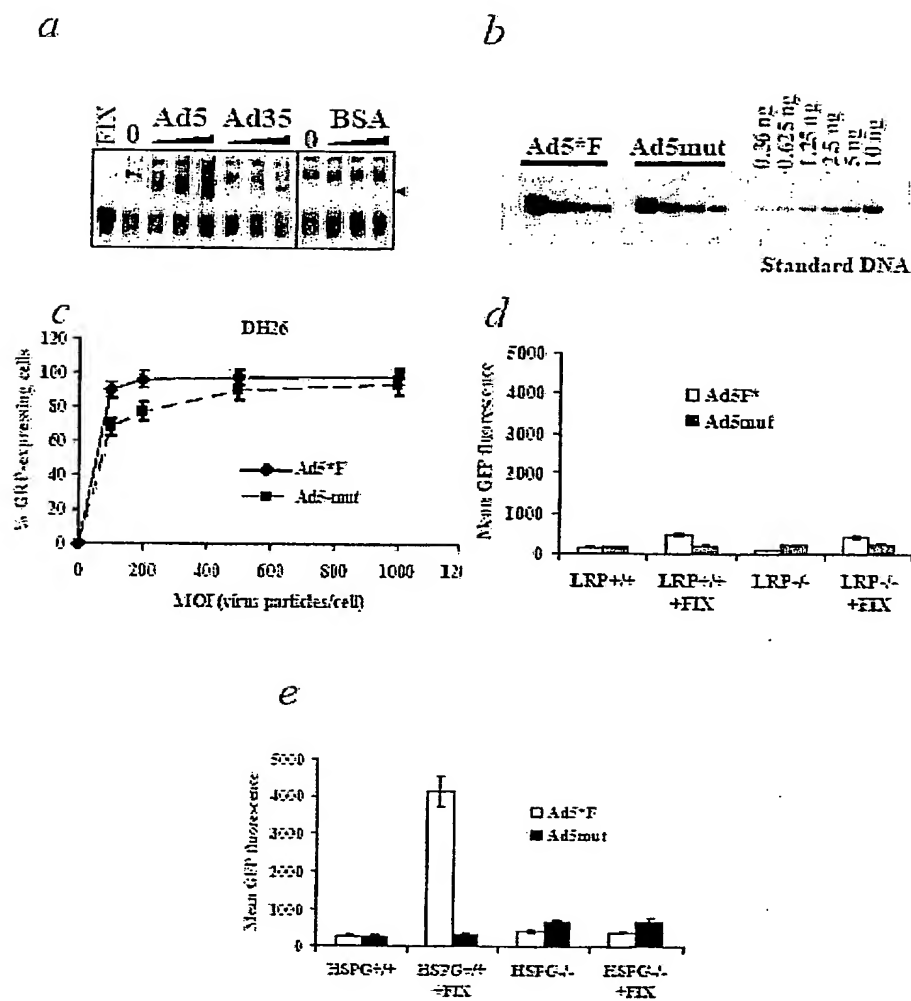 a
b
FIX 0 Ad5 Ad35 0 BSA
Ad5*F Ad5mut
0.36 ng
0.625 ng
1.25 ng
2.5 ng
5 ng
10 ng
Standard DNA
c
DH26
% GRP-expressing cells
120
100
80
60
40
20
0
Ad5*F
Ad5-mut
0 200 400 600 800 1000 120
MOI (virus particles/cell)
d
Mean GFP fluorescence
5000
4000
3000
2000
1000
0
Ad5F*
Ad5mut
LRP+/+ LRP+/+ LRP-/- LRP-/-
+FIX +FIX
e
Mean GFP fluorescence
5000
4000
3000
2000
1000
0
Ad5*F
Ad5mut
HSPG+/+ HSPG+/+ HSPG-/- HSPG-/-
+FIX +FIX